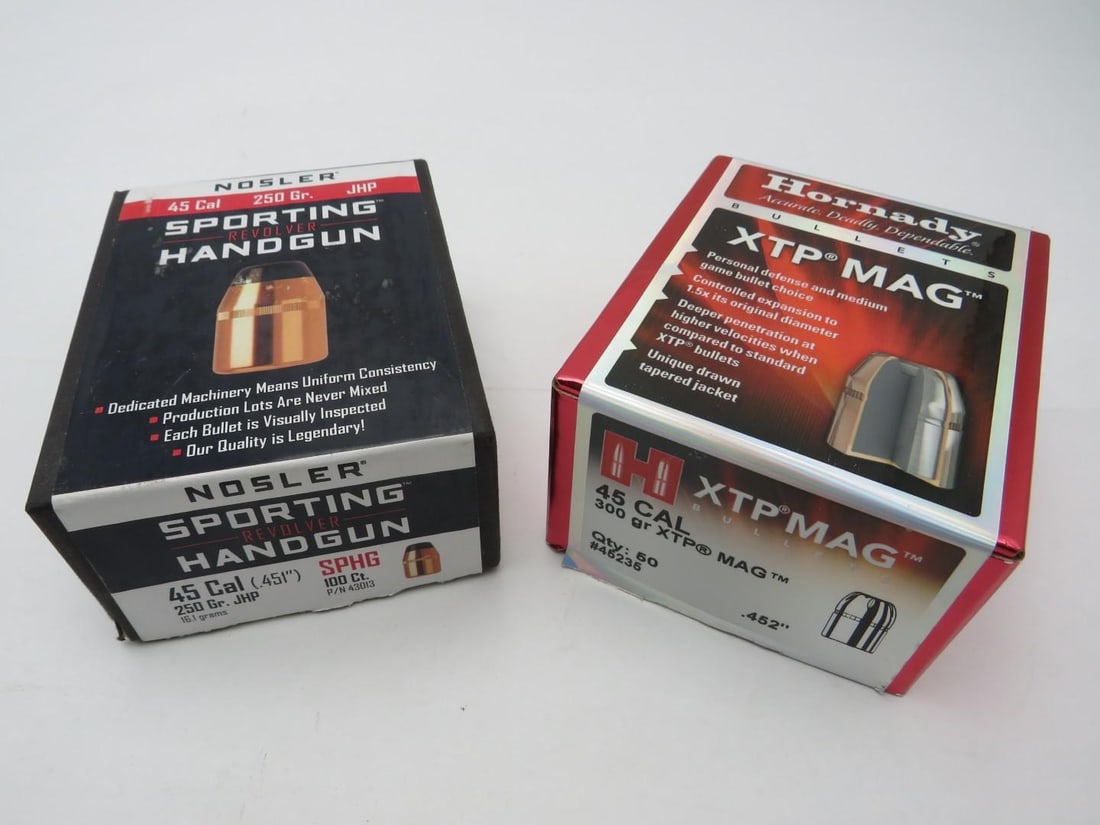 NOSLER®
45 Cal 250 Gr. JHP
SPORTING™
REVOLVER
HANDGUN
Dedicated Machinery Means Uniform Consistency
Production Lots Are Never Mixed
Each Bullet is Visually Inspected
Our Quality is Legendary!
NOSLER®
SPORTING™
REVOLVER
HANDGUN
45 Cal (.451")
250 Gr. JHP
16.1 grams
SPHG
100 Ct.
P/N 43013
Hornady®
Accurate. Deadly. Dependable.
BULLETS
XTP® MAG™
Personal defense and medium
game bullet choice
Controlled expansion to
1.5x its original diameter
Deeper penetration at
higher velocities when
compared to standard
XTP® bullets
Unique drawn
tapered jacket
H XTP® MAG™
BULLETS
45 CAL
300 gr XTP® MAG™
Qty: 50
#45235
.452"